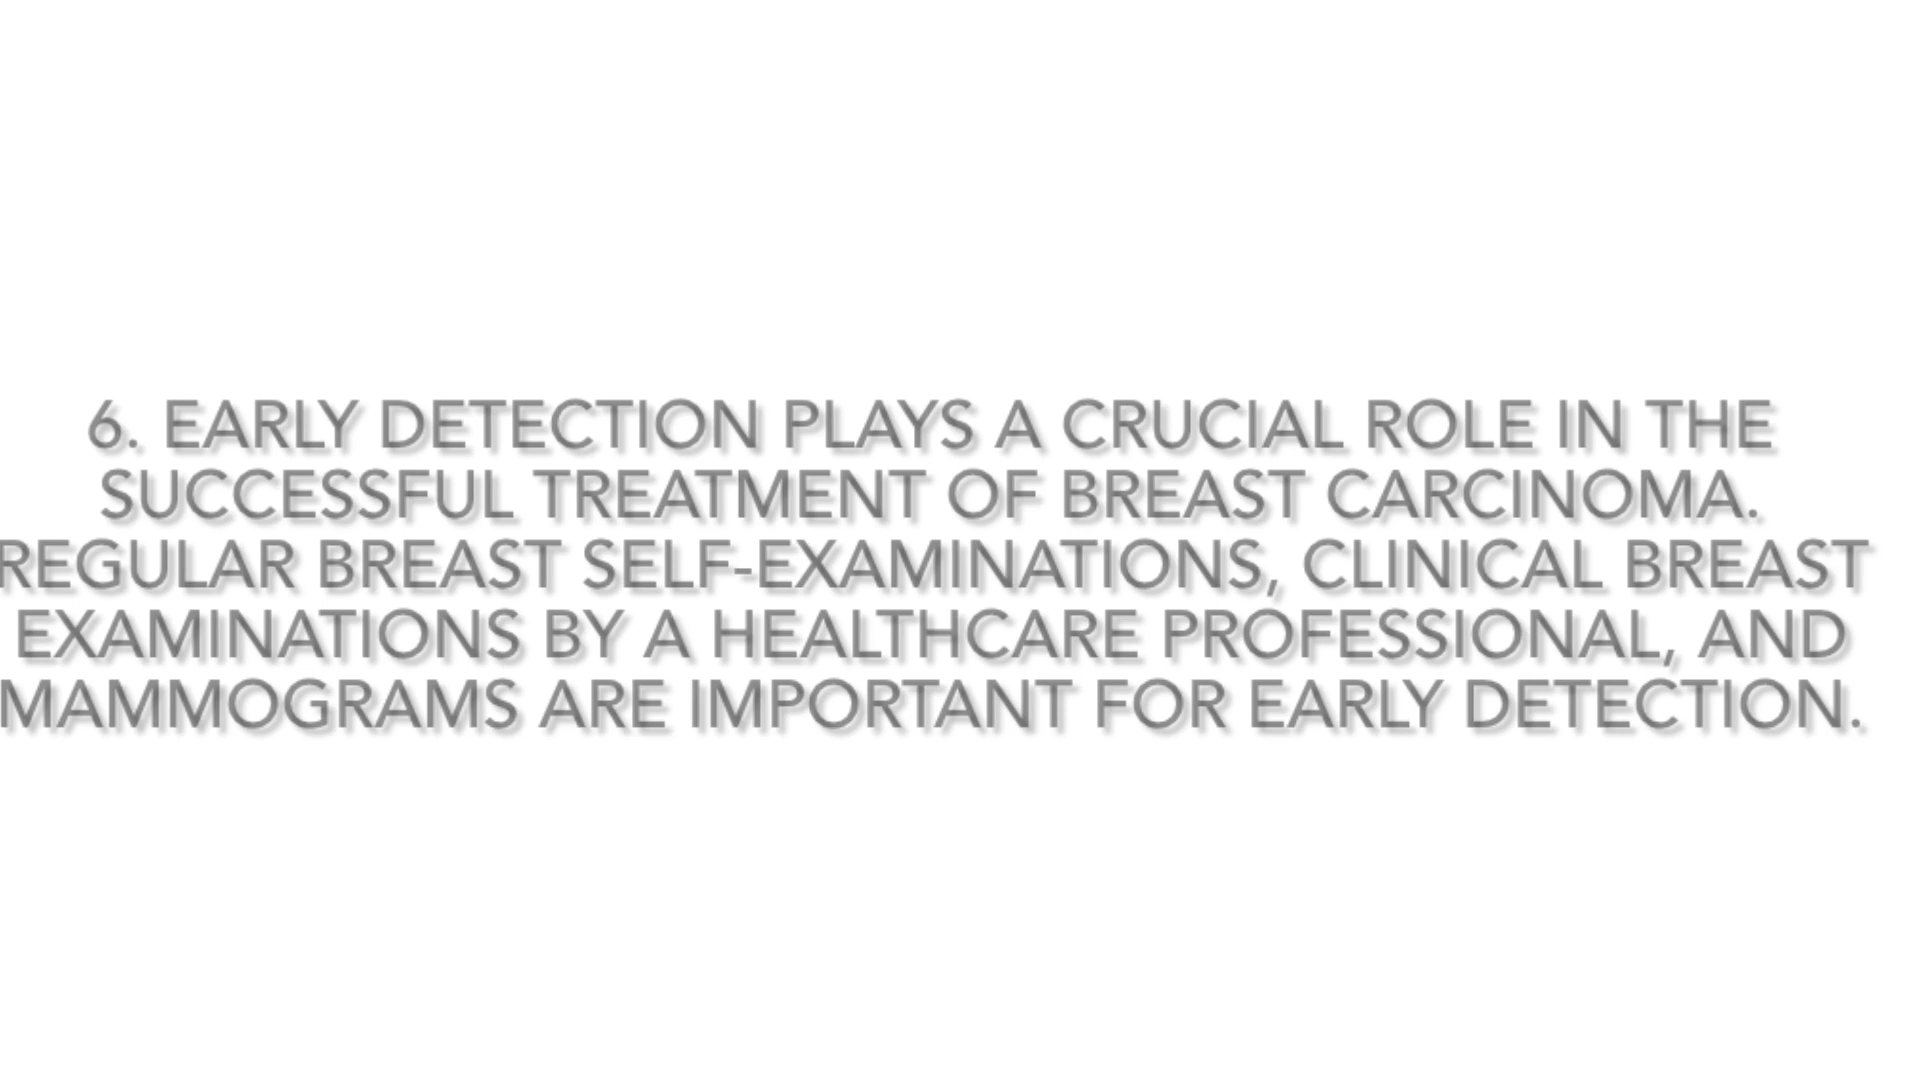 6. EARLY DETECTION PLAYS A CRUCIAL ROLE IN THE
SUCCESSFUL TREATMENT OF BREAST CARCINOMA.
REGULAR BREAST SELF-EXAMINATIONS, CLINICAL BREAST
EXAMINATIONS BY A HEALTHCARE PROFESSIONAL, AND
MAMMOGRAMS ARE IMPORTANT FOR EARLY DETECTION.